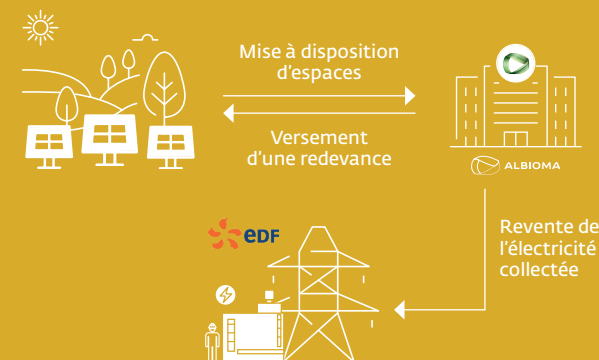 Mise à disposition
d'espaces
Versement
d'une redevance
ALBIOMA
eDF
Revente de
l'électricité
collectée